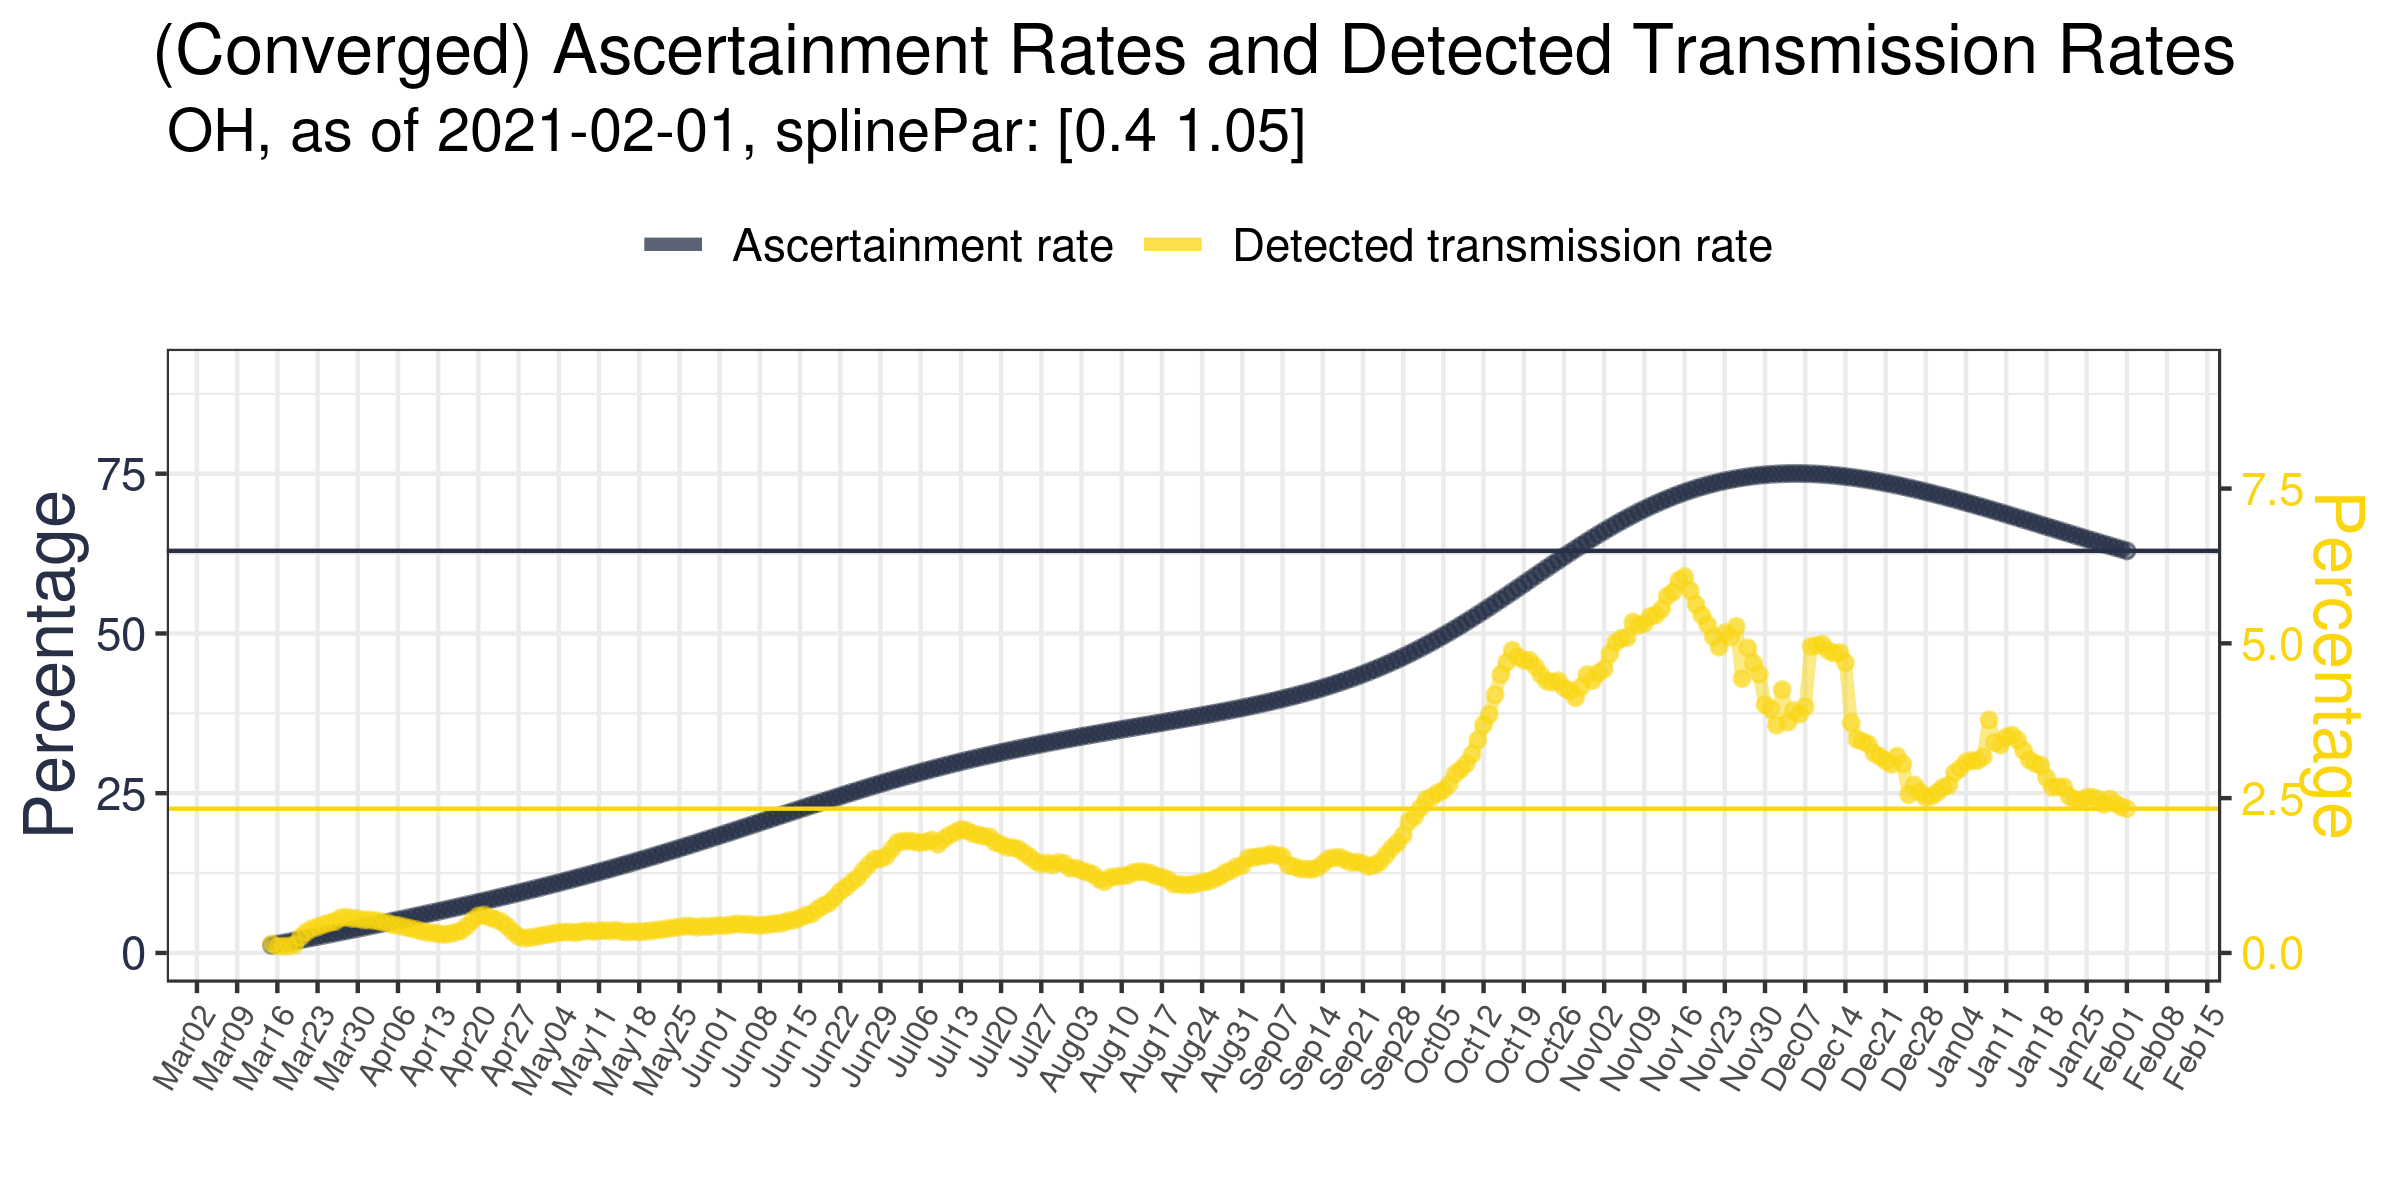 (Converged) Ascertainment Rates and Detected Transmission Rates
OH, as of 2021-02-01, splinePar: [0.4 1.05]
Ascertainment rate Detected transmission rate
Percentage
75
50
25
0
7.5
5.0
2.5
0.0
Percentage
Mar02 Mar09 Mar16 Mar23 Mar30 Apr06 Apr13 Apr20 Apr27 May04 May11 May18 May25 Jun01 Jun08 Jun15 Jun22 Jun29 Jul06 Jul13 Jul20 Jul27 Aug03 Aug10 Aug17 Aug24 Aug31 Sep07 Sep14 Sep21 Sep28 Oct05 Oct12 Oct19 Oct26 Nov02 Nov09 Nov16 Nov23 Nov30 Dec07 Dec14 Dec21 Dec28 Jan04 Jan11 Jan18 Jan25 Feb01 Feb08 Feb15